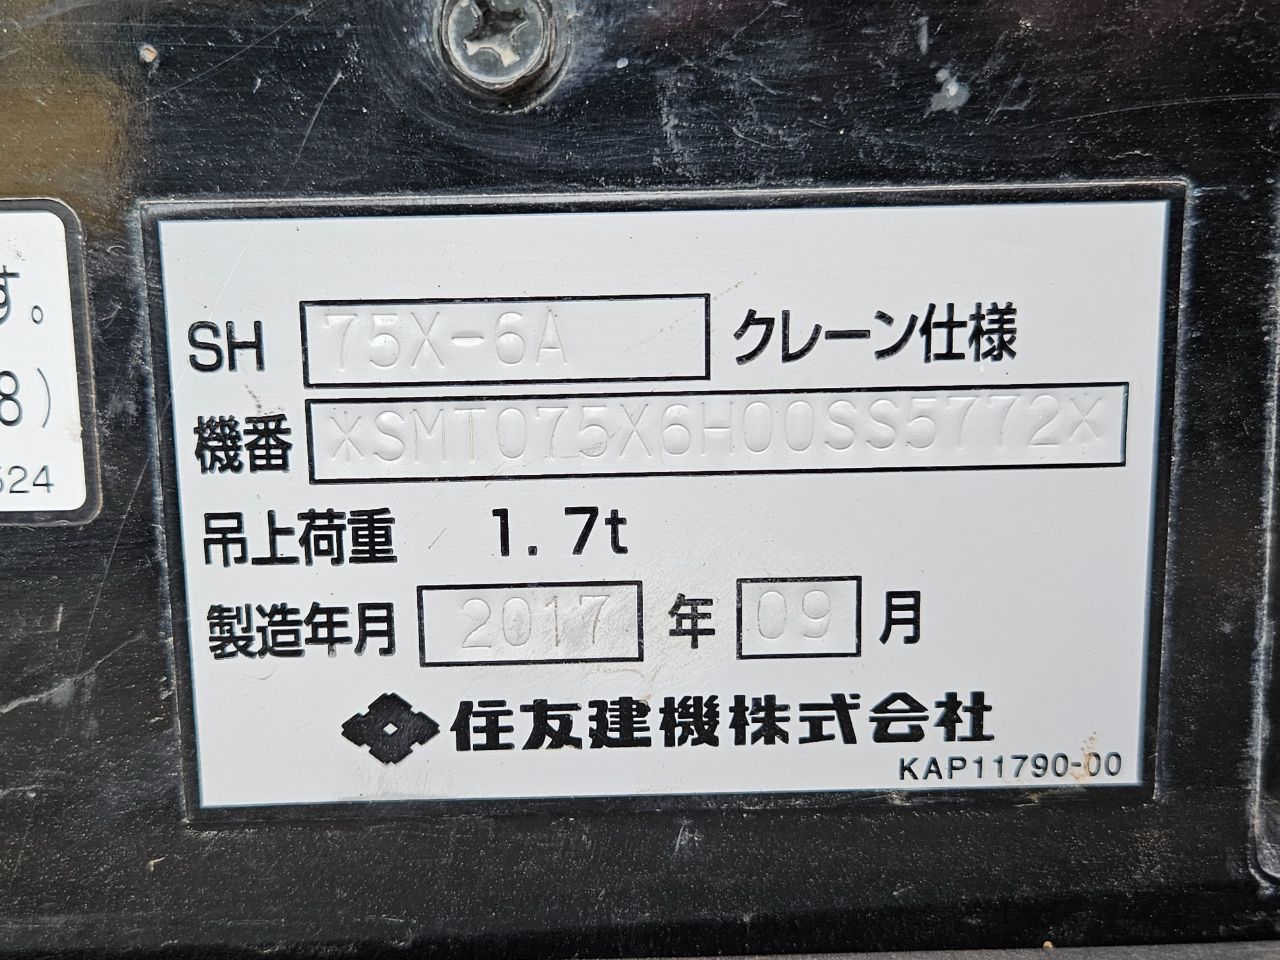 す。
8)
524
SH 75X-6A クレーン仕様
機番 *SMT075X6H00SS5772*
吊上荷重 1.7t
製造年月 2017 年 09 月
住友建機株式会社
KAP11790-00